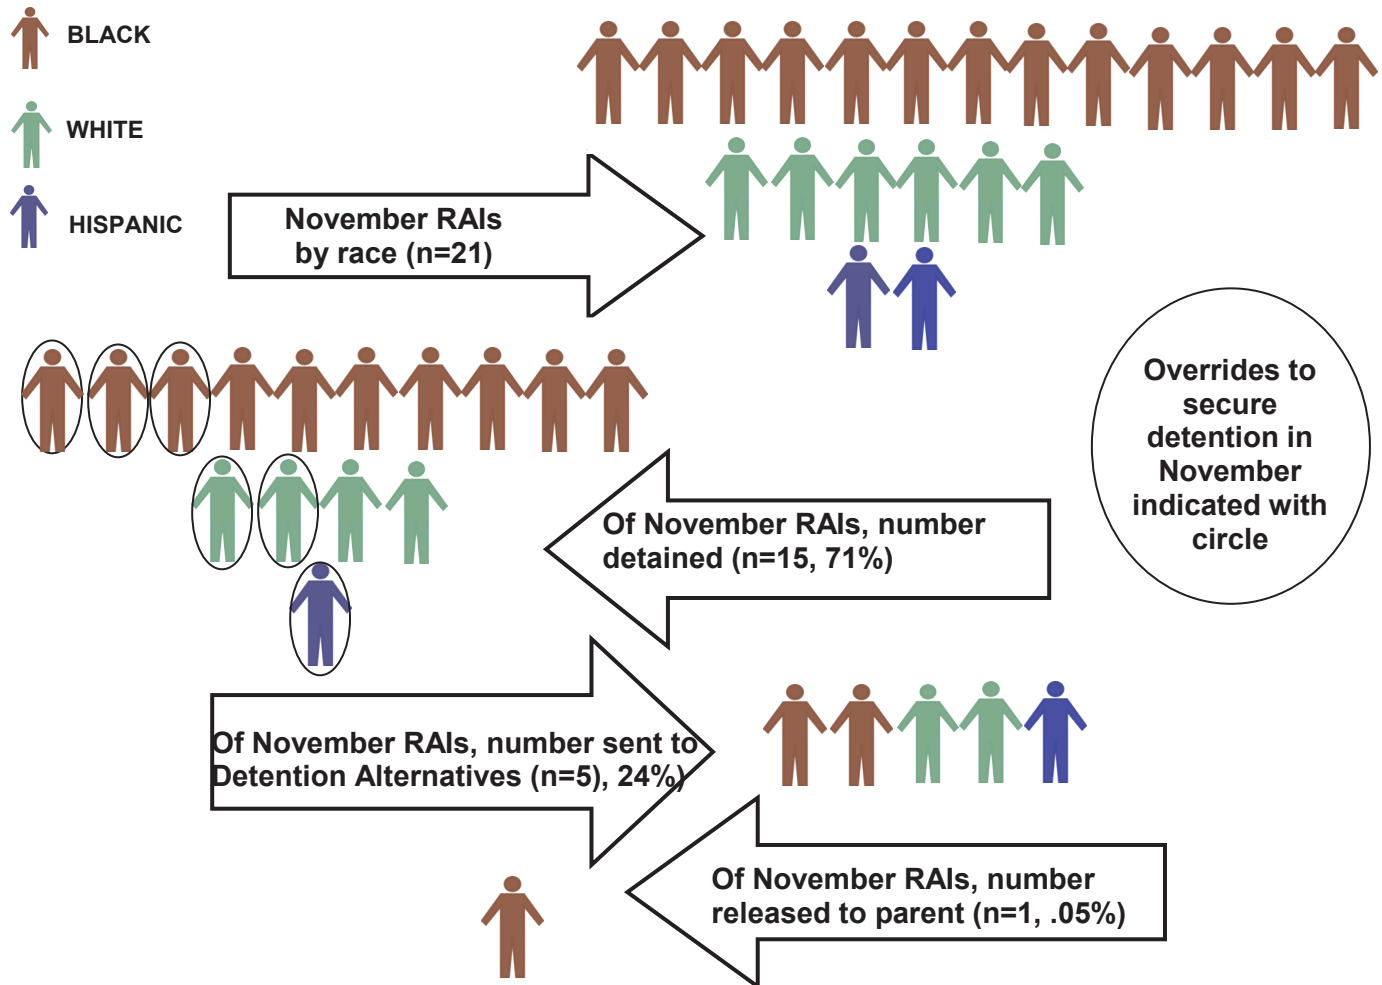 BLACK
WHITE
HISPANIC
November RAIs
by race (n=21)
Overrides to
secure
detention in
November
indicated with
circle
Of November RAIs, number
detained (n=15, 71%)
Of November RAIs, number sent to
Detention Alternatives (n=5), 24%)
Of November RAIs, number
released to parent (n=1, .05%)